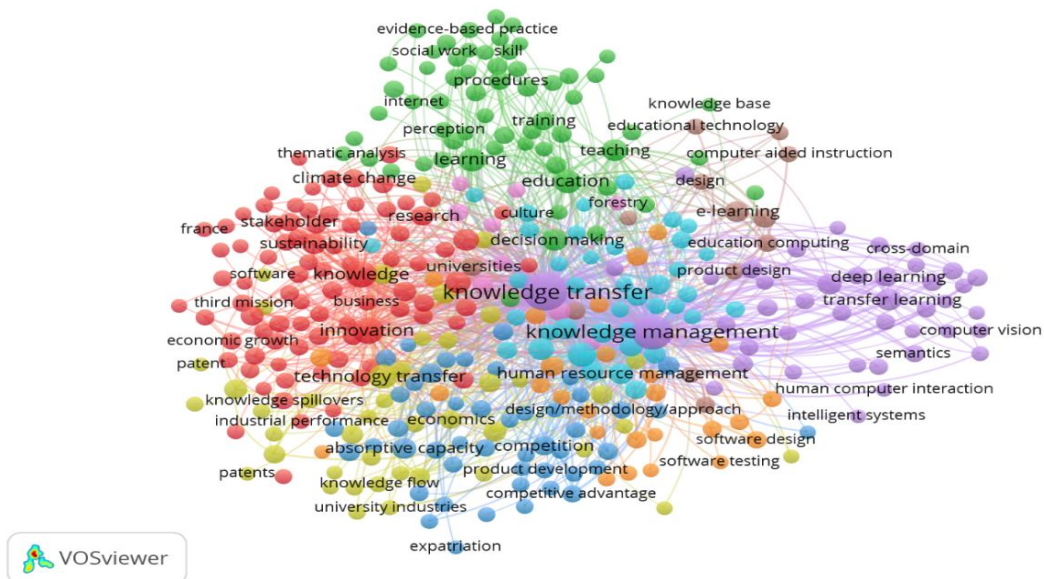 evidence-based practice
social work
skill
procedures
internet
knowledge base
training
educational technology
perception
teaching
thematic analysis
learning
computer aided instruction
climate change
education
design
forestry
research
culture
e-learning
stakeholder
france
sustainability
decision making
education computing
cross-domain
universities
software
knowledge
product design
deep learning
knowledge transfer
third mission
business
transfer learning
innovation
knowledge management
computer vision
economic growth
semantics
patent
technology transfer
human resource management
human computer interaction
knowledge spillovers
design/methodology/approach
intelligent systems
industrial performance
economics
software design
absorptive capacity
competition
software testing
patents
product development
knowledge flow
competitive advantage
university industries
expatriation
VOSviewer